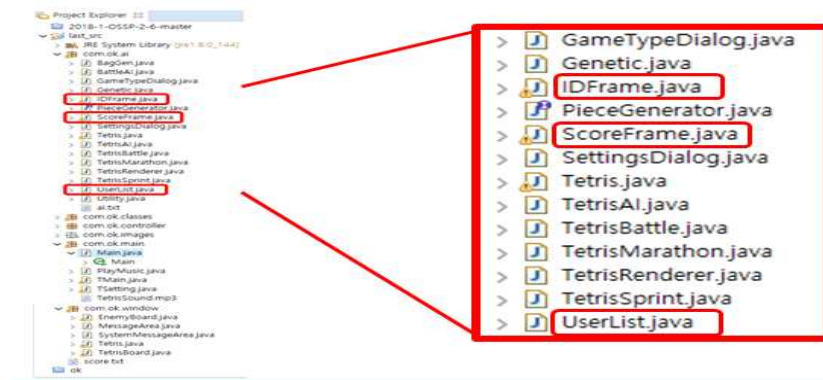 Project Explorer
2018-1-OSSP-2-6-master
last_src
JRE System Library [jre1.8.0_144]
com.ok.ai
BagGen.java
BattleAI.java
GameTypeDialog.java
Genetic.java
IDFrame.java
PieceGenerator.java
ScoreFrame.java
SettingsDialog.java
Tetris.java
TetrisAI.java
TetrisBattle.java
TetrisMarathon.java
TetrisRenderer.java
TetrisSprint.java
UserList.java
Utility.java
ai.txt
com.ok.classes
com.ok.controller
com.ok.images
com.ok.main
Main.java
Main
PlayMusic.java
TMain.java
TSetting.java
TetrisSound.mp3
com.ok.window
EnemyBoard.java
MessageArea.java
SystemMessageArea.java
Tetris.java
TetrisBoard.java
score.txt
ok
GameTypeDialog.java
Genetic.java
IDFrame.java
PieceGenerator.java
ScoreFrame.java
SettingsDialog.java
Tetris.java
TetrisAI.java
TetrisBattle.java
TetrisMarathon.java
TetrisRenderer.java
TetrisSprint.java
UserList.java